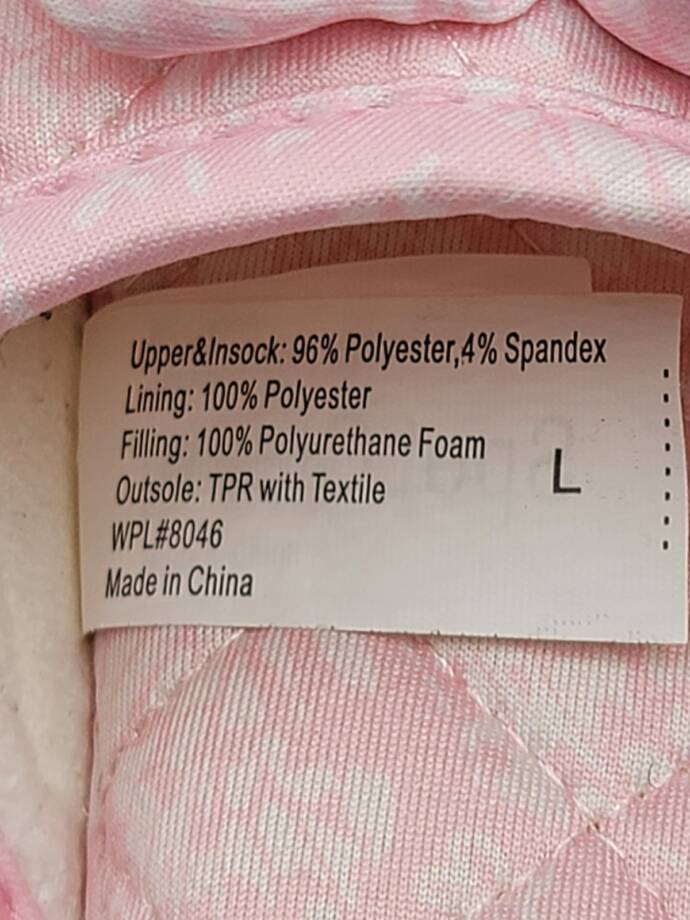 Upper&Insock: 96% Polyester,4% Spandex
Lining: 100% Polyester
Filling: 100% Polyurethane Foam
Outsole: TPR with Textile
L
WPL#8046
Made in China